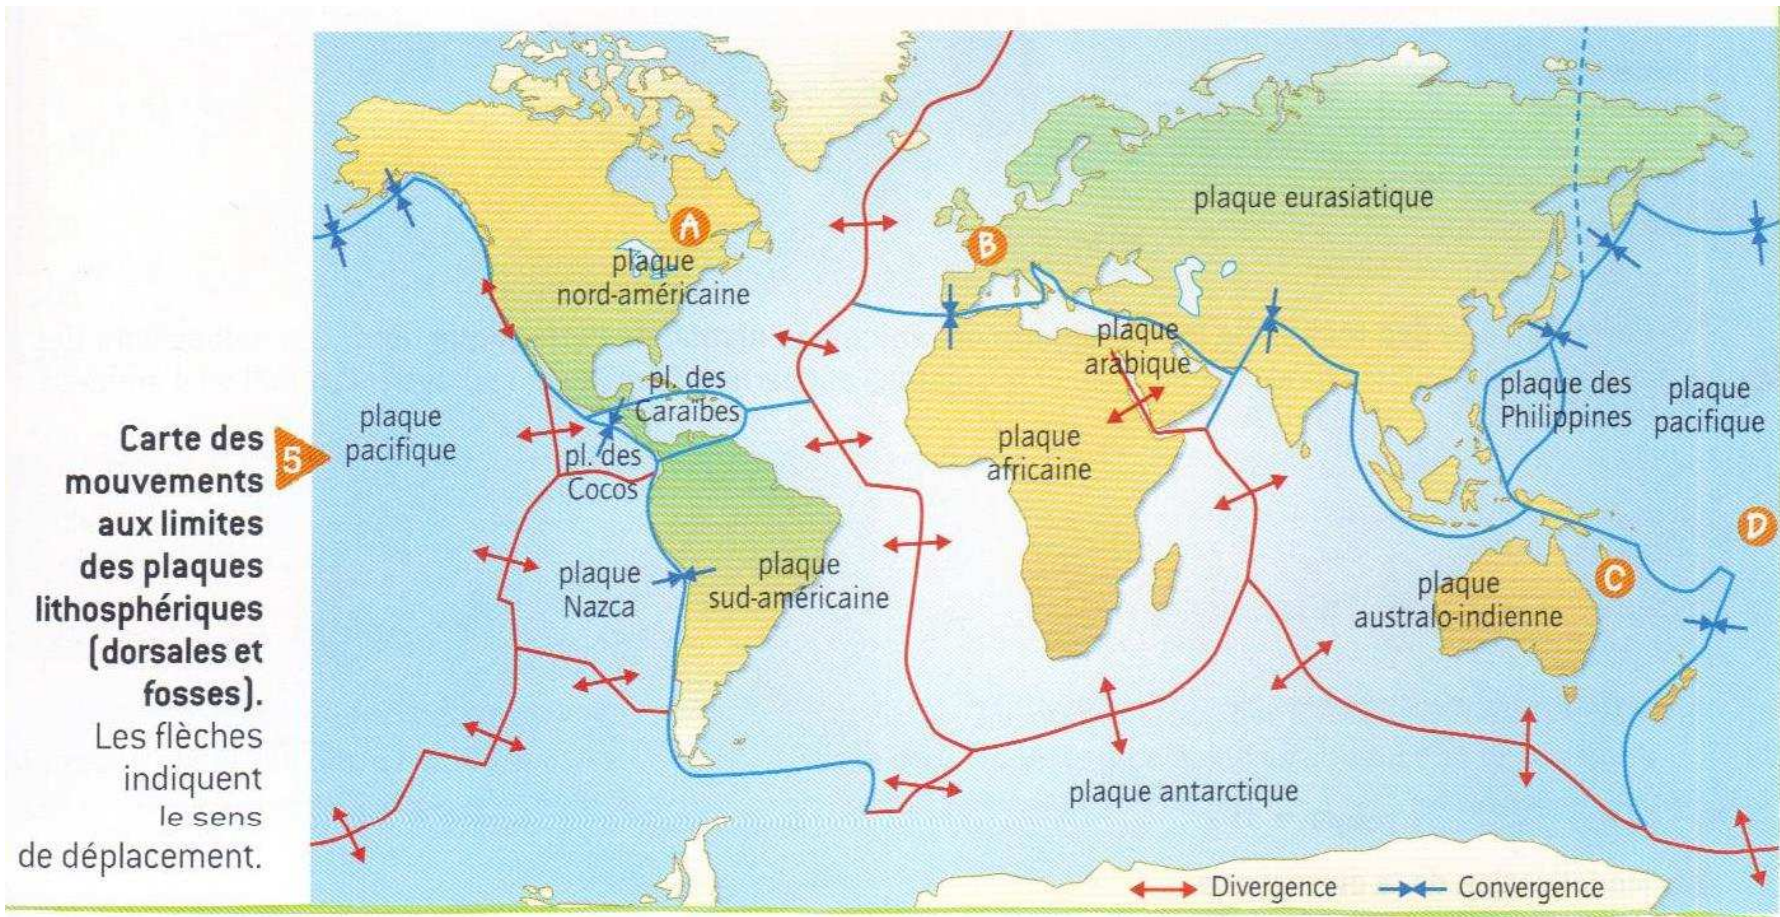 Carte des
mouvements
aux limites
des plaques
lithosphériques
(dorsales et
fosses).
Les flèches
indiquent
le sens
de déplacement.
5
A
plaque
nord-américaine
B
plaque eurasiatique
plaque
arabique
pl. des
Caraïbes
plaque
pacifique
pl. des
Cocos
plaque
africaine
plaque des
Philippines
plaque
pacifique
D
C
plaque
Nazca
plaque
sud-américaine
plaque
australo-indienne
plaque antarctique
Divergence
Convergence